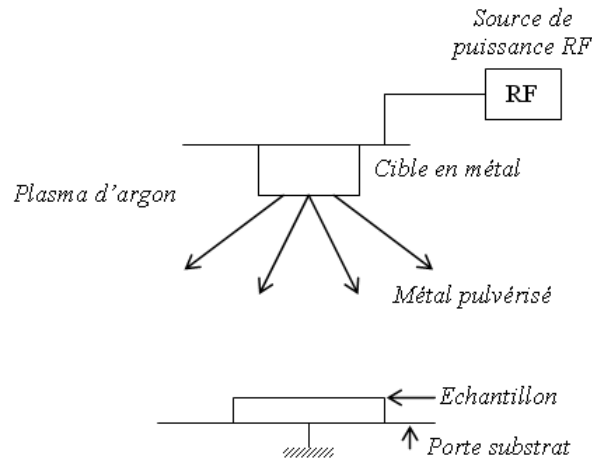 Source de
puissance RF
RF
Cible en métal
Plasma d'argon
Métal pulvérisé
Echantillon
Porte substrat